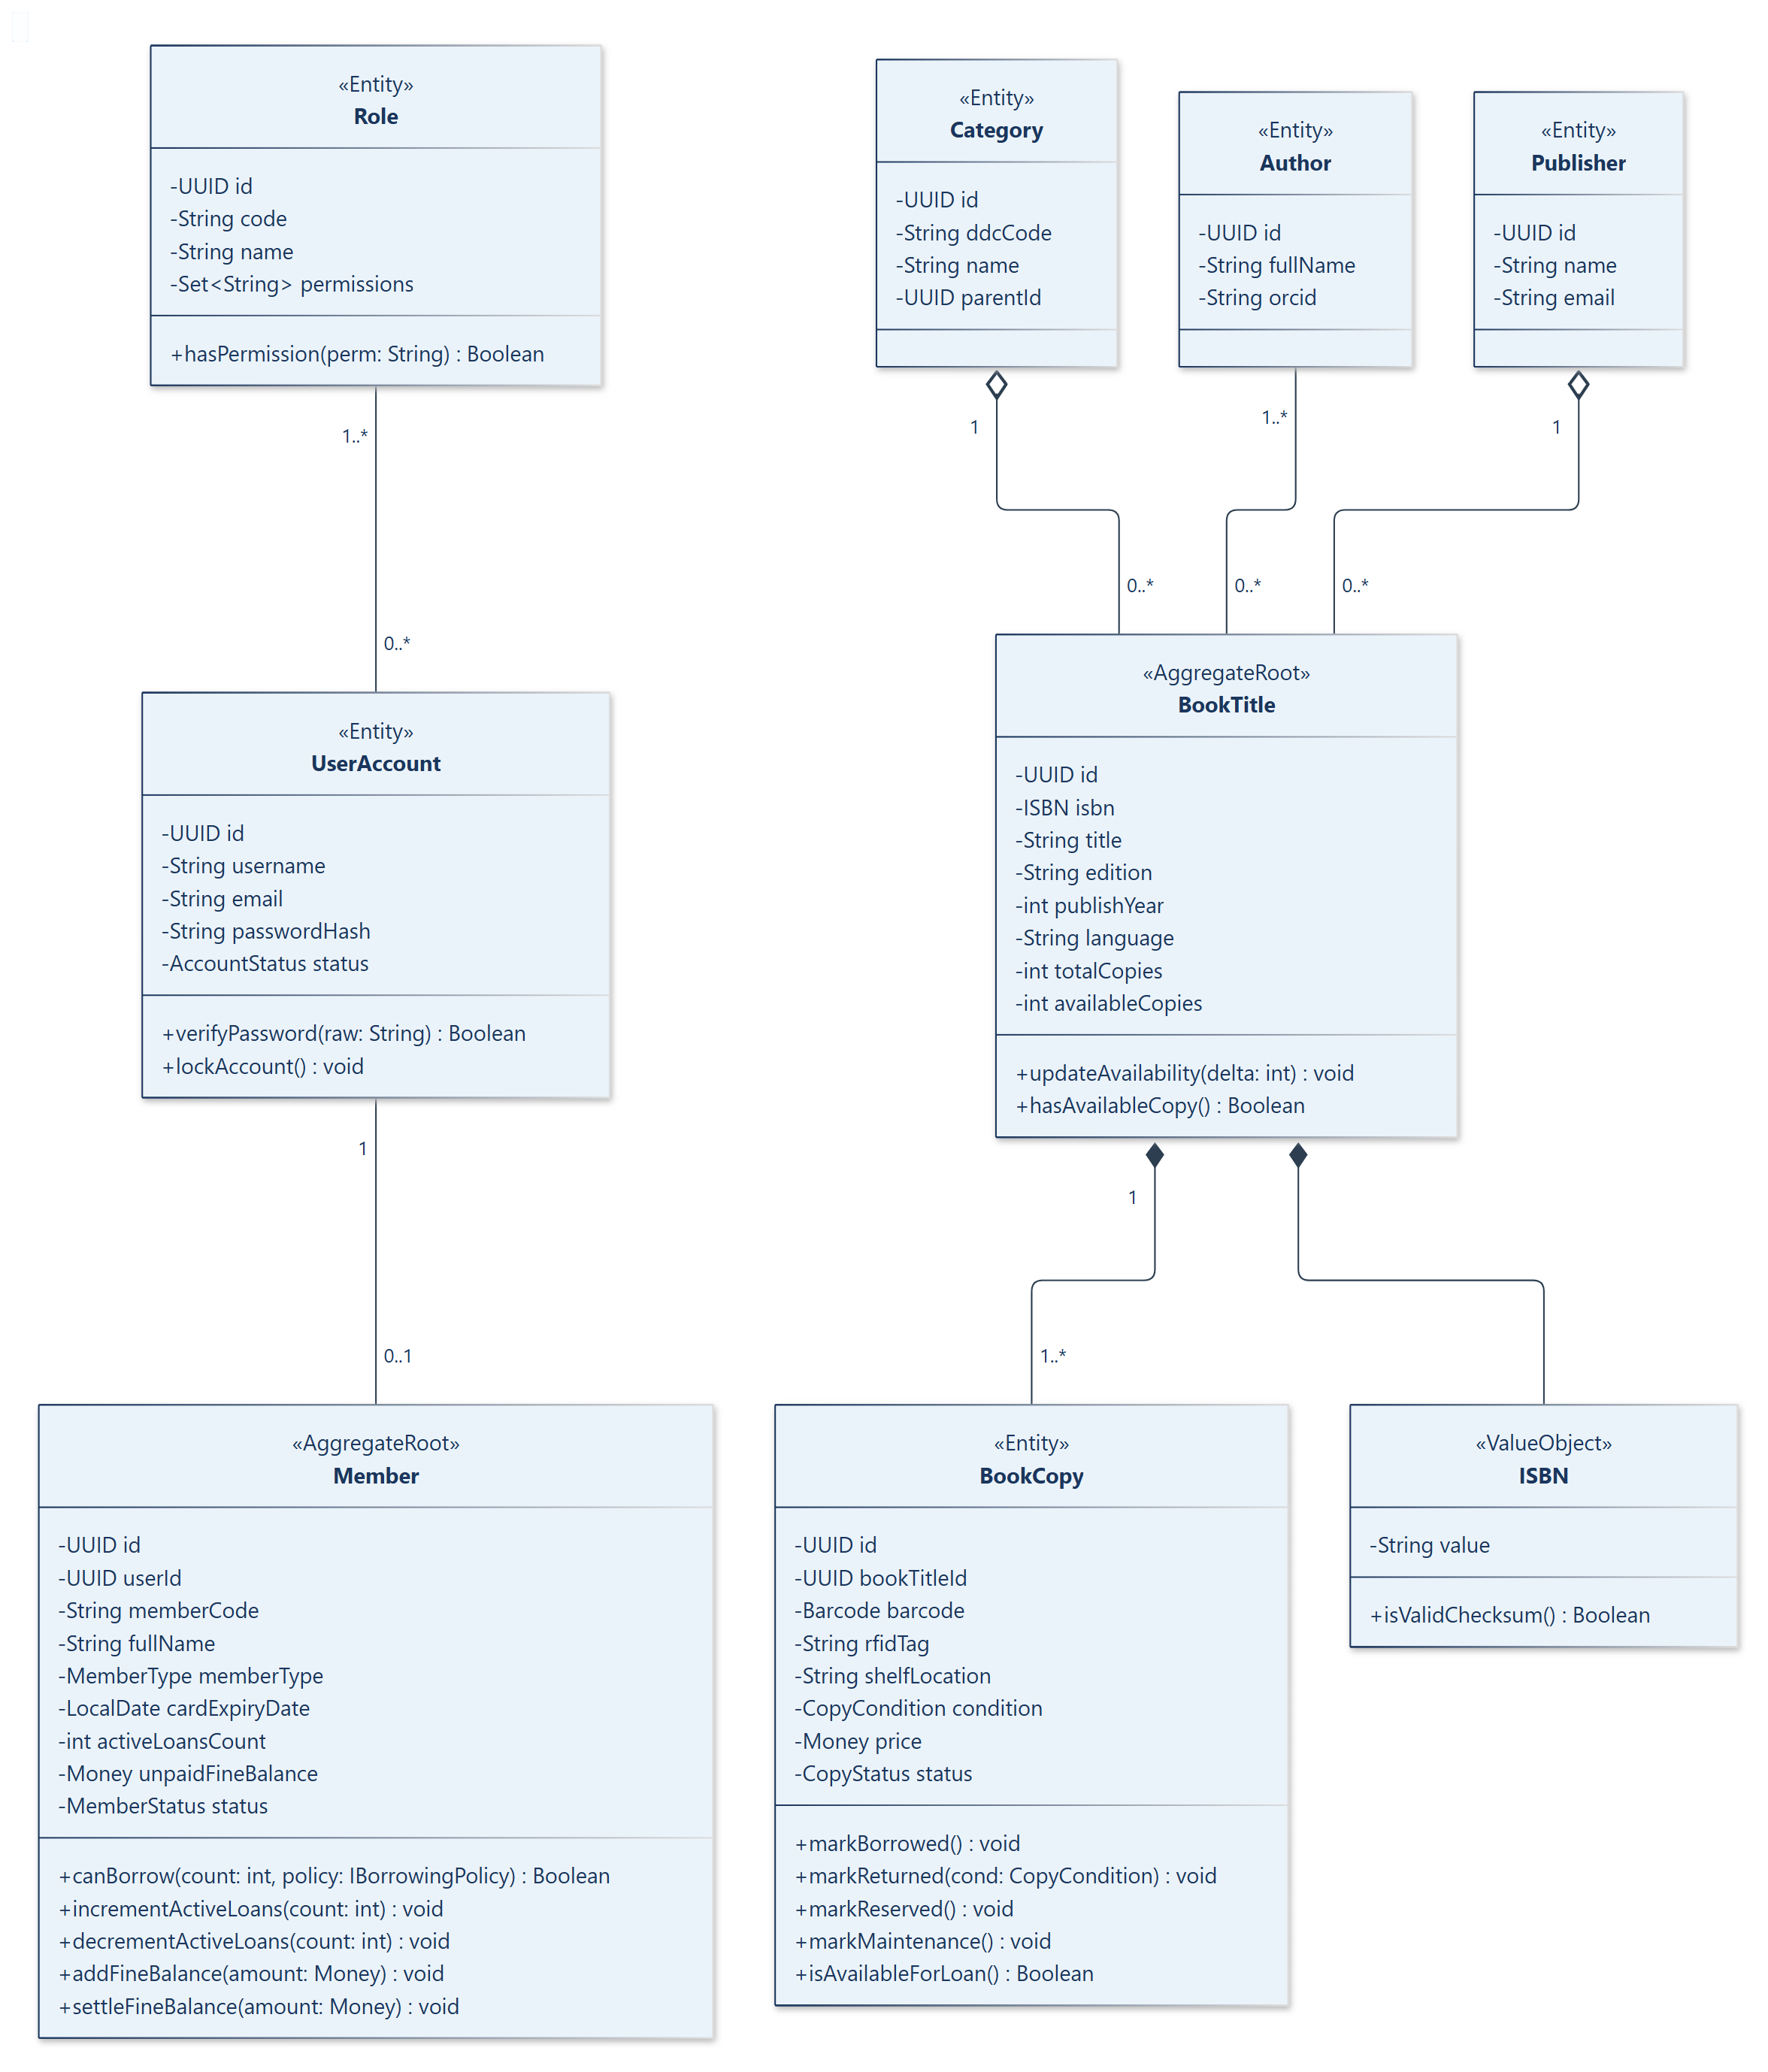 «Entity»
Role
-UUID id
-String code
-String name
-Set<String> permissions
+hasPermission(perm: String) : Boolean
«Entity»
Category
-UUID id
-String ddcCode
-String name
-UUID parentId
«Entity»
Author
-UUID id
-String fullName
-String orcid
«Entity»
Publisher
-UUID id
-String name
-String email
1..*
0..*
1
1..*
1
0..*
0..*
0..*
«Entity»
UserAccount
-UUID id
-String username
-String email
-String passwordHash
-AccountStatus status
+verifyPassword(raw: String) : Boolean
+lockAccount() : void
«AggregateRoot»
BookTitle
-UUID id
-ISBN isbn
-String title
-String edition
-int publishYear
-String language
-int totalCopies
-int availableCopies
+updateAvailability(delta: int) : void
+hasAvailableCopy() : Boolean
1
0..1
1
1..*
«AggregateRoot»
Member
-UUID id
-UUID userId
-String memberCode
-String fullName
-MemberType memberType
-LocalDate cardExpiryDate
-int activeLoansCount
-Money unpaidFineBalance
-MemberStatus status
+canBorrow(count: int, policy: IBorrowingPolicy) : Boolean
+incrementActiveLoans(count: int) : void
+decrementActiveLoans(count: int) : void
+addFineBalance(amount: Money) : void
+settleFineBalance(amount: Money) : void
«Entity»
BookCopy
-UUID id
-UUID bookTitleId
-Barcode barcode
-String rfidTag
-String shelfLocation
-CopyCondition condition
-Money price
-CopyStatus status
+markBorrowed() : void
+markReturned(cond: CopyCondition) : void
+markReserved() : void
+markMaintenance() : void
+isAvailableForLoan() : Boolean
«ValueObject»
ISBN
-String value
+isValidChecksum() : Boolean